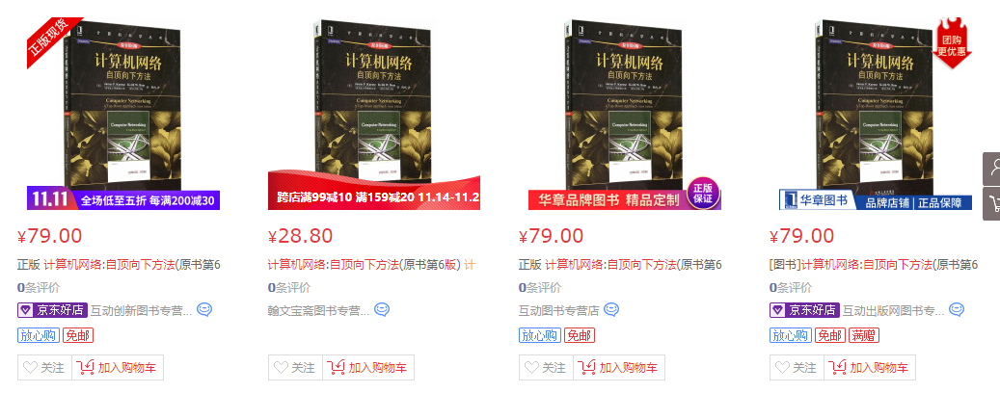 正版现货
计算机网络
自顶向下方法
Computer Networking
11.11 全场低至五折 每满200减30
¥79.00
正版 计算机网络:自顶向下方法(原书第6
0条评价
京东好店 互动创新图书专营...
放心购 免邮
关注 加入购物车
计算机网络
自顶向下方法
Computer Networking
跨店满99减10 满159减20 11.14-11.2
¥28.80
计算机网络:自顶向下方法(原书第6版) 计
0条评价
翰文宝斋图书专营...
关注 加入购物车
计算机网络
自顶向下方法
Computer Networking
正版
保证
华章品牌图书 精品定制
¥79.00
正版 计算机网络:自顶向下方法(原书第6
0条评价
互动图书专营店
放心购 免邮
关注 加入购物车
团购
更优惠
计算机网络
自顶向下方法
Computer Networking
华章图书 品牌店铺 | 正品保障
¥79.00
[图书]计算机网络:自顶向下方法(原书第6
0条评价
京东好店 互动出版网图书专...
放心购 免邮 满赠
关注 加入购物车